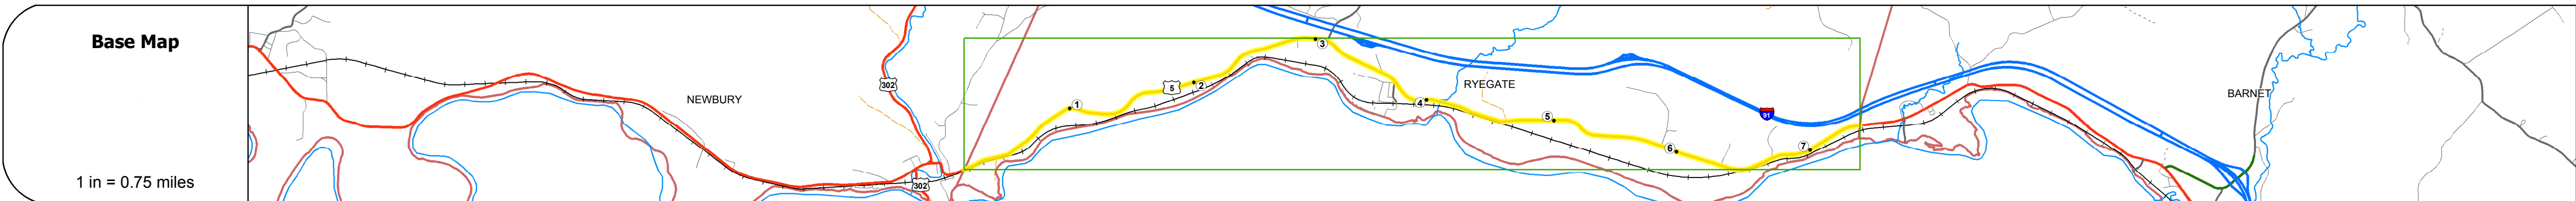 Base Map
1 in = 0.75 miles
NEWBURY
302
302
1
5
2
3
4
RYEGATE
5
6
91
7
BARNET